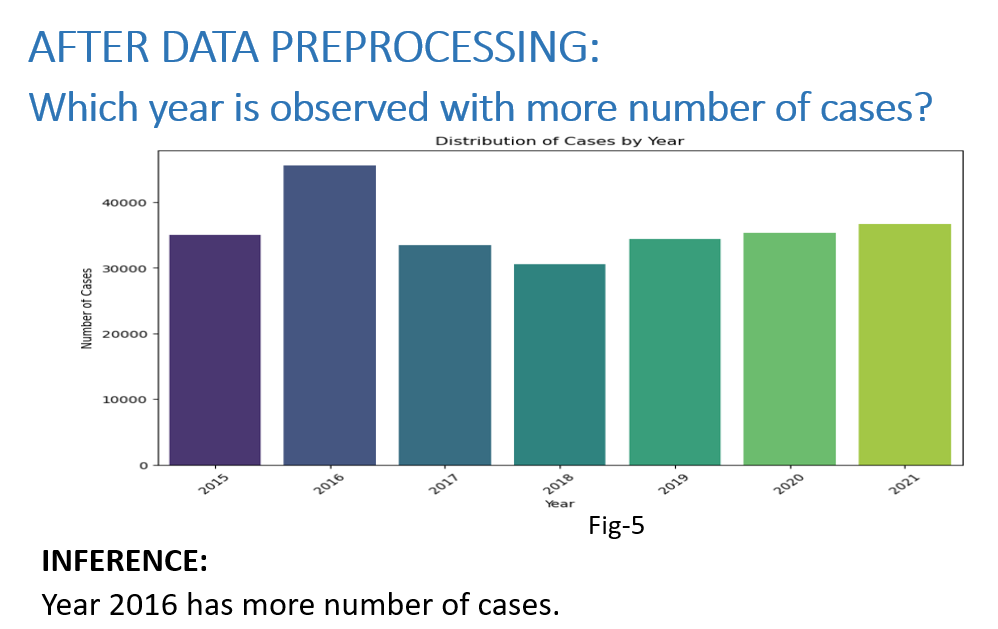 AFTER DATA PREPROCESSING:
Which year is observed with more number of cases?
Distribution of Cases by Year
40000
30000
20000
10000
0
Number of Cases
2015
2016
2017
2018
2019
2020
2021
Year
Fig-5
INFERENCE:
Year 2016 has more number of cases.